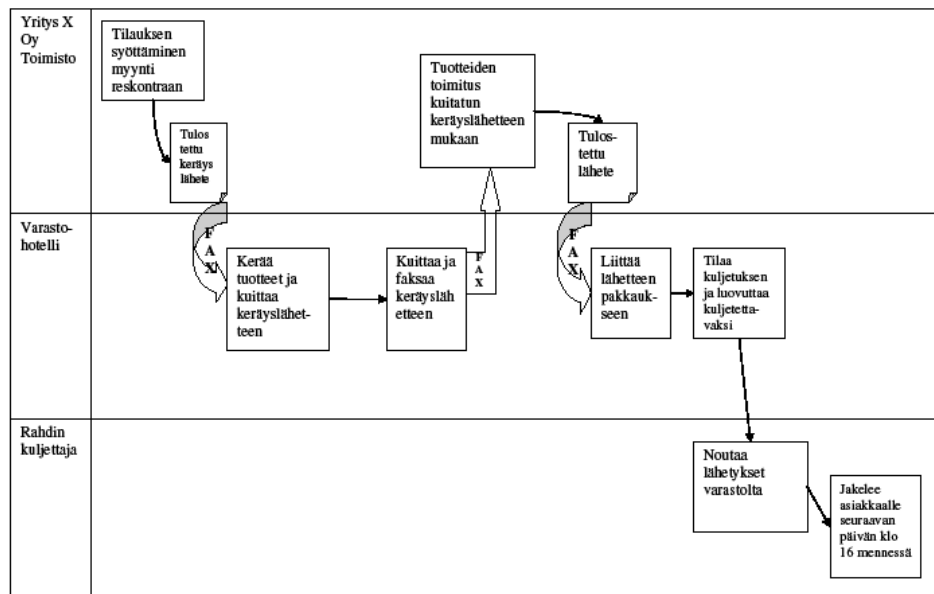 Yritys X
Oy
Toimisto
Tilauksen
syöttäminen
myynti
reskontraan
Tulos
tettu
keräys
lähete
Tuotteiden
toimitus
kuitatun
keräyslähetteen
mukaan
Tulos-
tettu
lähete
Varasto-
hotelli
F
A
X
Kerää
tuotteet ja
kuittaa
keräyslähet-
teen
Kuittaa ja
faksaa
keräysläh
etteen
F
A
X
F
A
X
Liittää
lähetteen
pakkauk-
seen
Tilaa
kuljetuksen
ja luovuttaa
kuljetetta-
vaksi
Rahdin
kuljettaja
Noutaa
lähetykset
varastolta
Jakelee
asiakkaalle
seuraavan
päivän klo
16 mennessä